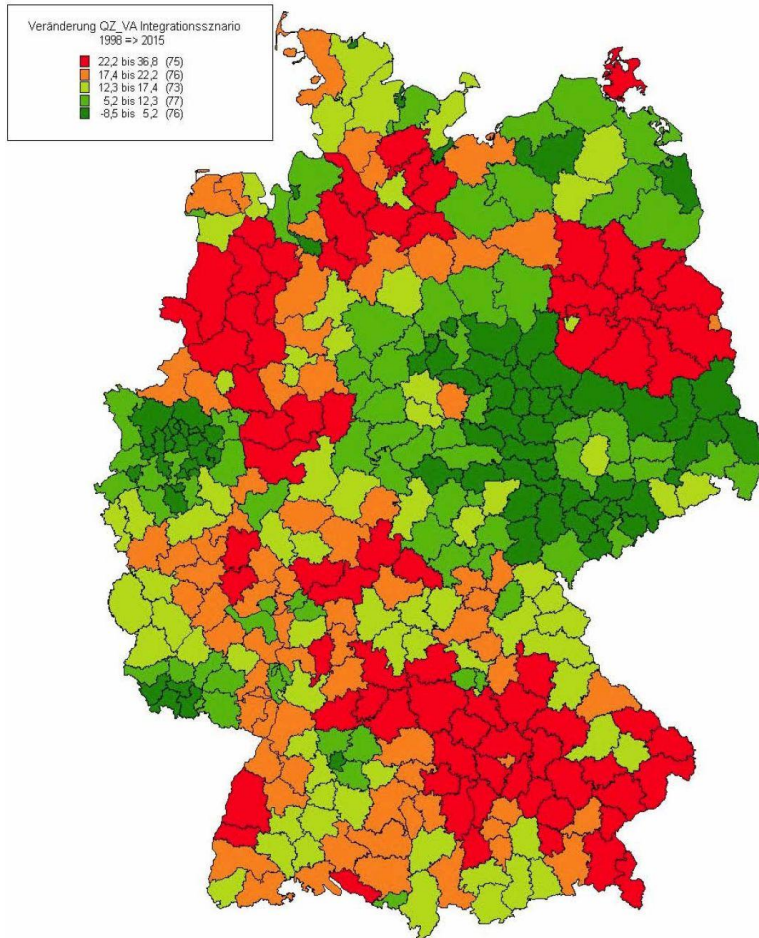 Veränderung QZ_VA Integrationsznario
1998 => 2015
22,2 bis 36,8 (75)
17,4 bis 22,2 (76)
12,3 bis 17,4 (73)
5,2 bis 12,3 (77)
-8,5 bis 5,2 (76)